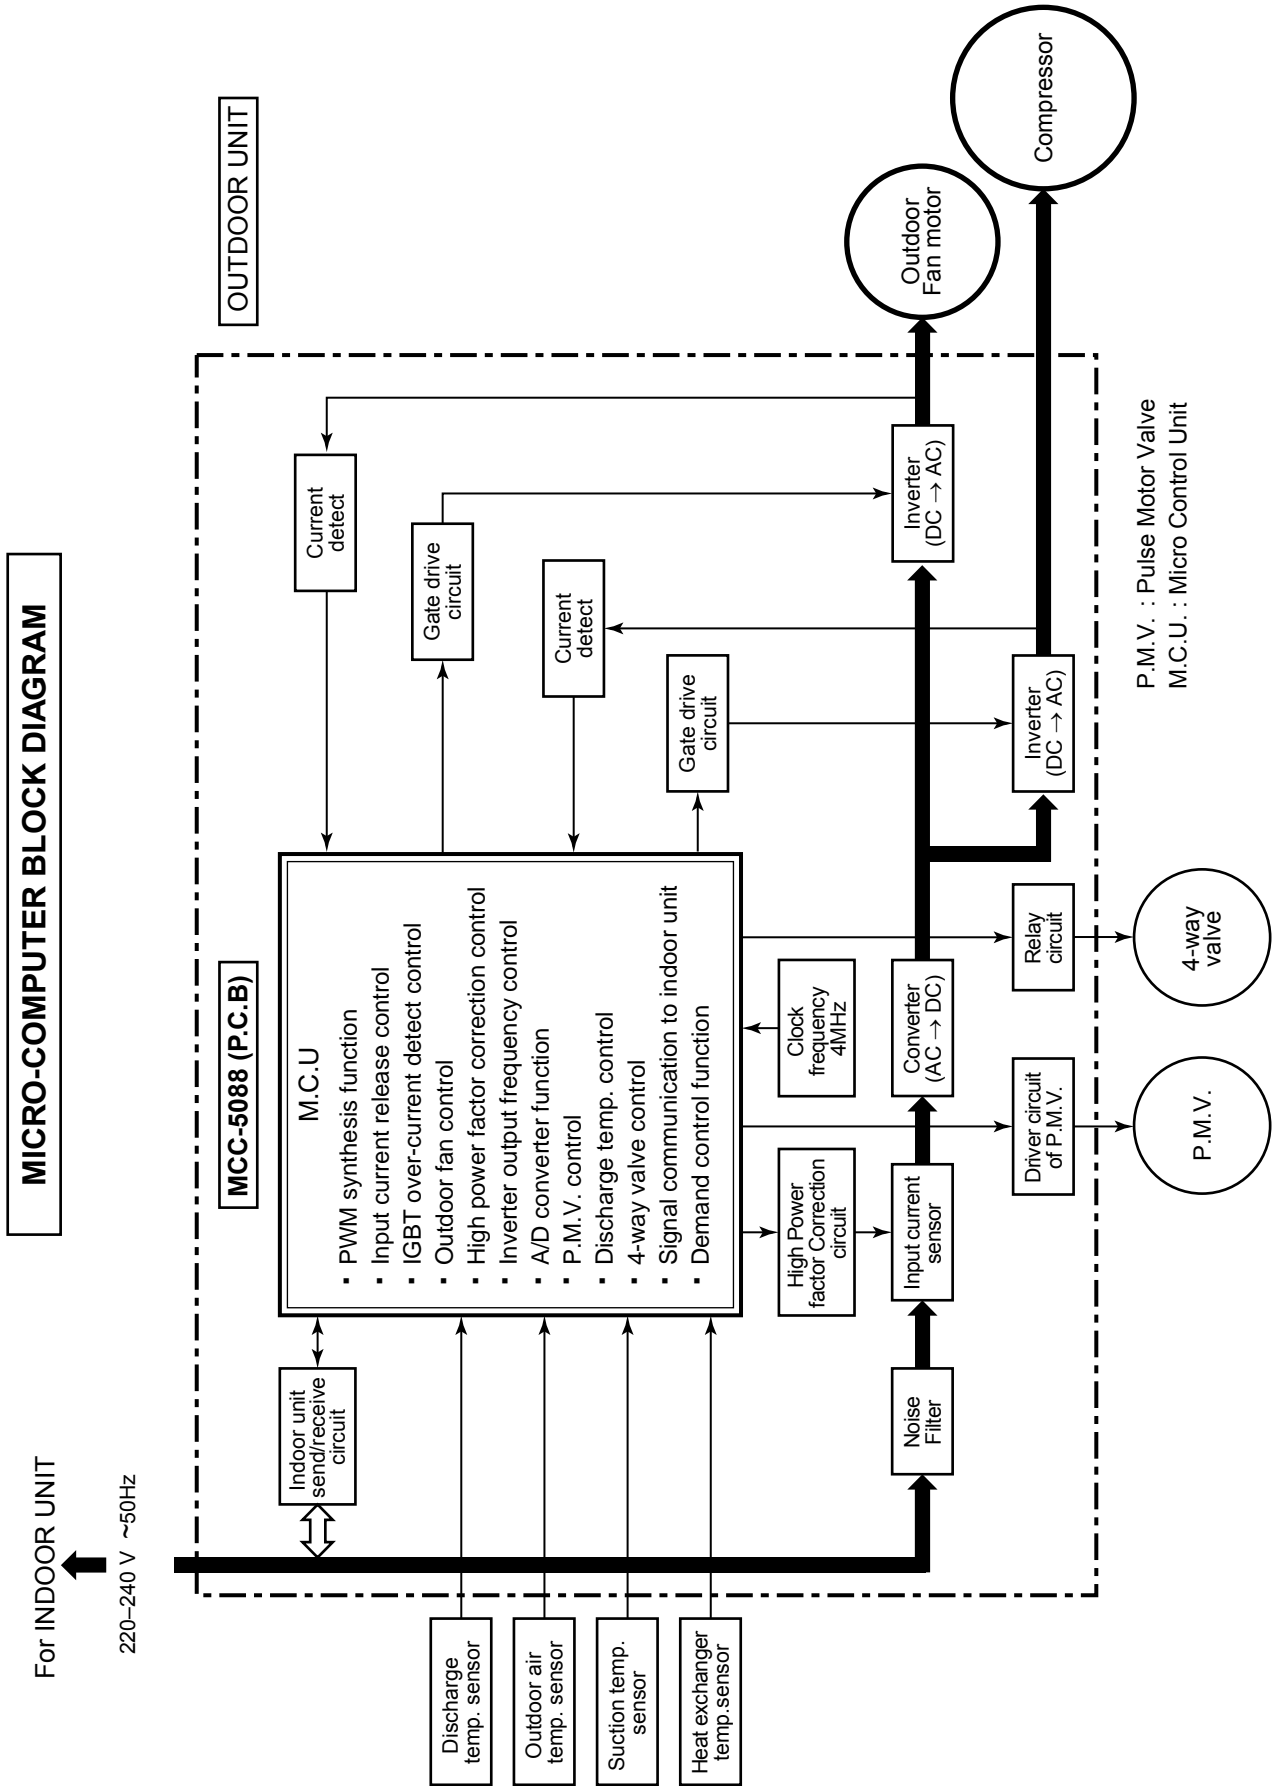 MICRO-COMPUTER BLOCK DIAGRAM
For INDOOR UNIT
220–240 V ~50Hz
MCC-5088 (P.C.B)
OUTDOOR UNIT
Indoor unit
send/receive
circuit
M.C.U
▪ PWM synthesis function
▪ Input current release control
▪ IGBT over-current detect control
▪ Outdoor fan control
▪ High power factor correction control
▪ Inverter output frequency control
▪ A/D converter function
▪ P.M.V. control
▪ Discharge temp. control
▪ 4-way valve control
▪ Signal communication to indoor unit
▪ Demand control function
Current
detect
Gate drive
circuit
Current
detect
Gate drive
circuit
Discharge
temp. sensor
Outdoor air
temp. sensor
Suction temp.
sensor
Heat exchanger
temp.sensor
High Power
factor Correction
circuit
Clock
frequency
4MHz
Noise
Filter
Input current
sensor
Converter
(AC → DC)
Inverter
(DC → AC)
Outdoor
Fan motor
Driver circuit
of P.M.V.
Relay
circuit
Inverter
(DC → AC)
Compressor
P.M.V.
4-way
valve
P.M.V. : Pulse Motor Valve
M.C.U. : Micro Control Unit